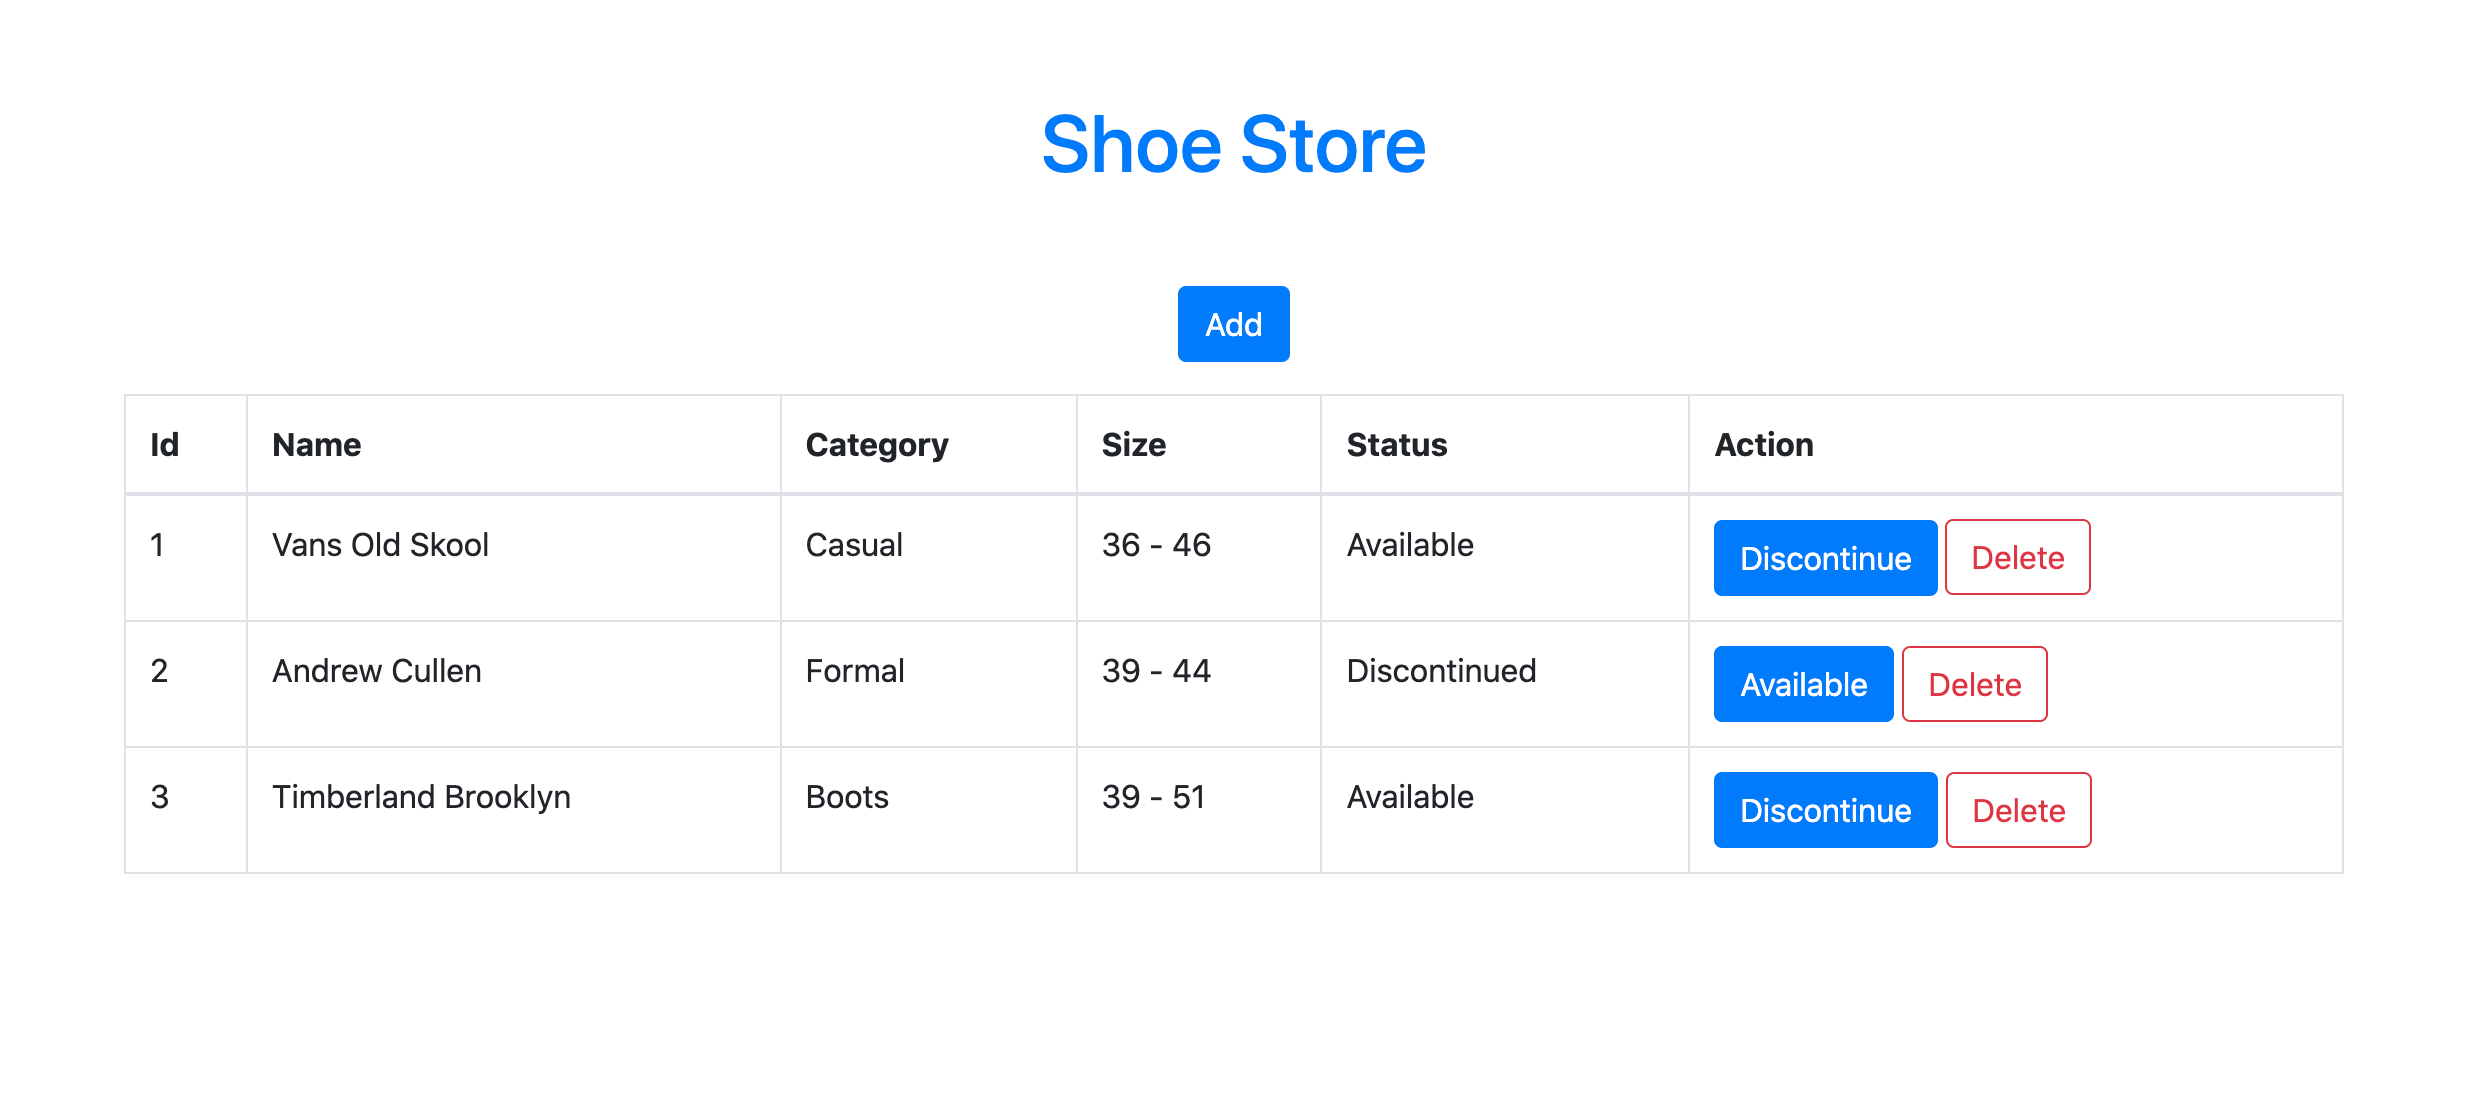 Shoe Store
Add
Id Name Category Size Status Action
1 Vans Old Skool Casual 36 - 46 Available Discontinue Delete
2 Andrew Cullen Formal 39 - 44 Discontinued Available Delete
3 Timberland Brooklyn Boots 39 - 51 Available Discontinue Delete